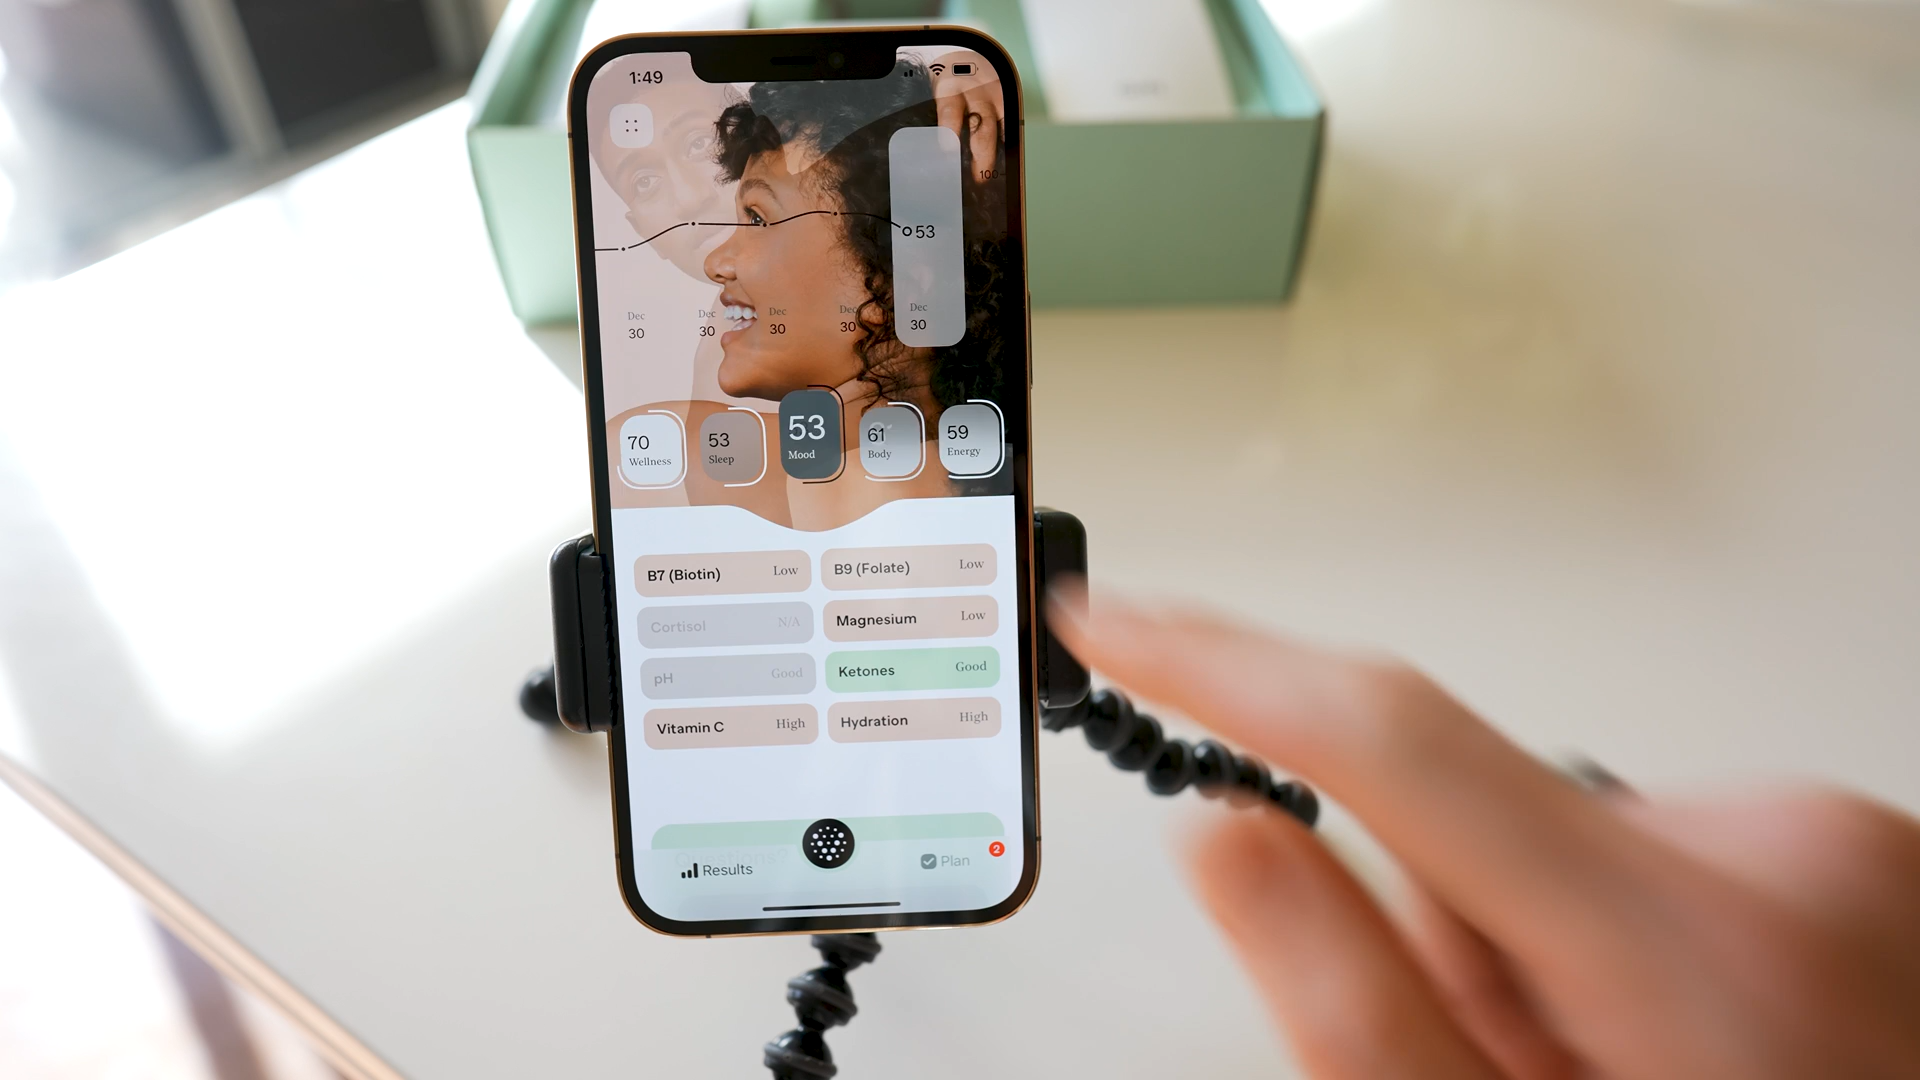 1:49
100
53
Dec Dec Dec Dec Dec
30 30 30 30 30
70 53 53 61 59
Wellness Sleep Mood Body Energy
B7 (Biotin) Low B9 (Folate) Low
Cortisol N/A Magnesium Low
pH Good Ketones Good
Vitamin C High Hydration High
Questions?
Results Plan 2